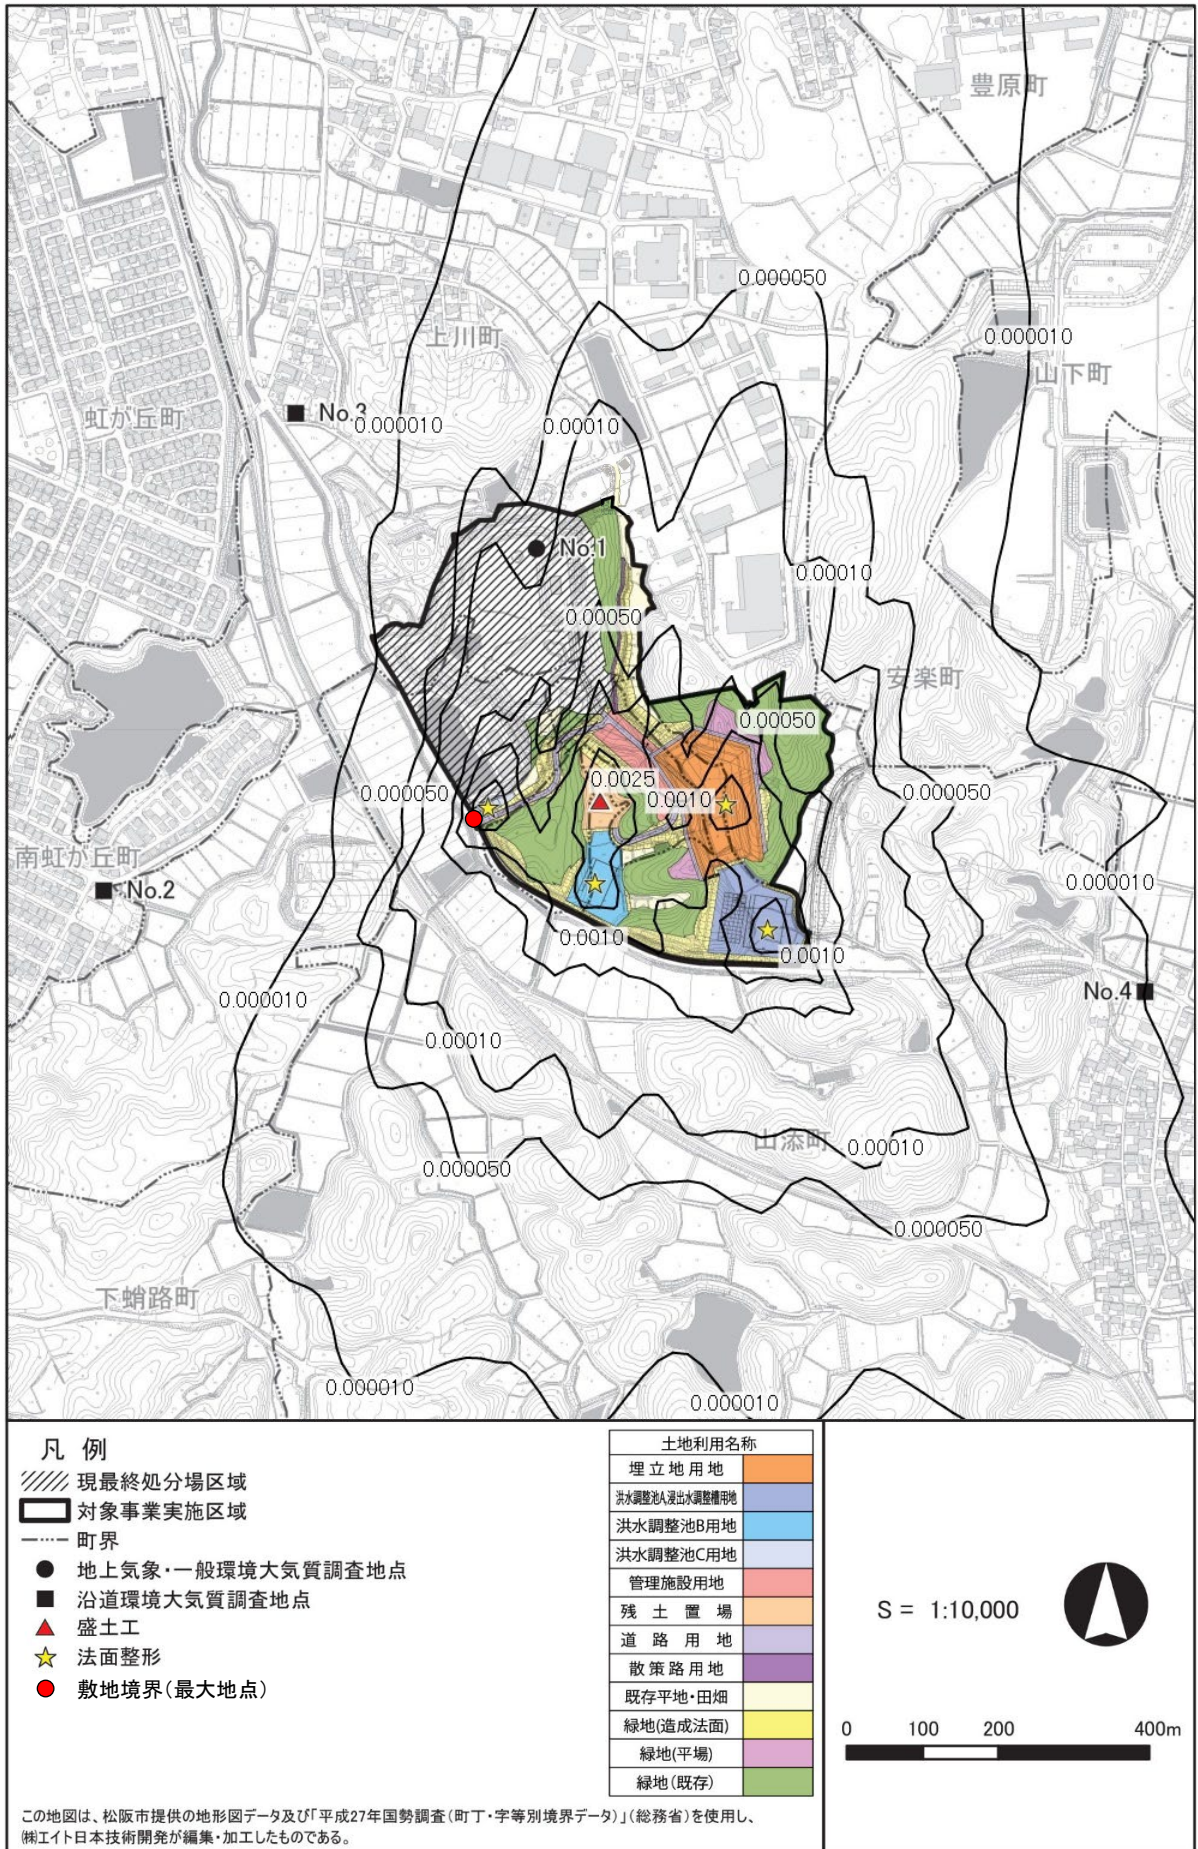 豊原町
0.000050
0.000010
上川町
山下町
虹が丘町
No.3
0.000010
0.00010
No.1
0.00010
0.00050
安楽町
0.00050
0.0025
0.000050
0.0010
0.000050
南虹が丘町
No.2
0.000010
0.0010
0.0010
No.4
0.000010
0.00010
山添町
0.00010
0.000050
0.000050
下蛸路町
0.000010
0.000010
凡 例
現最終処分場区域
対象事業実施区域
町界
地上気象・一般環境大気質調査地点
沿道環境大気質調査地点
盛土工
法面整形
敷地境界(最大地点)
土地利用名称
埋立地用地
洪水調整池A,浸出水調整槽用地
洪水調整池B用地
洪水調整池C用地
管理施設用地
残土置場
道路用地
散策路用地
既存平地・田畑
緑地(造成法面)
緑地(平場)
緑地(既存)
S = 1:10,000
0 100 200 400m
この地図は、松阪市提供の地形図データ及び「平成27年国勢調査(町丁・字等別境界データ)」(総務省)を使用し、
㈱エイト日本技術開発が編集・加工したものである。